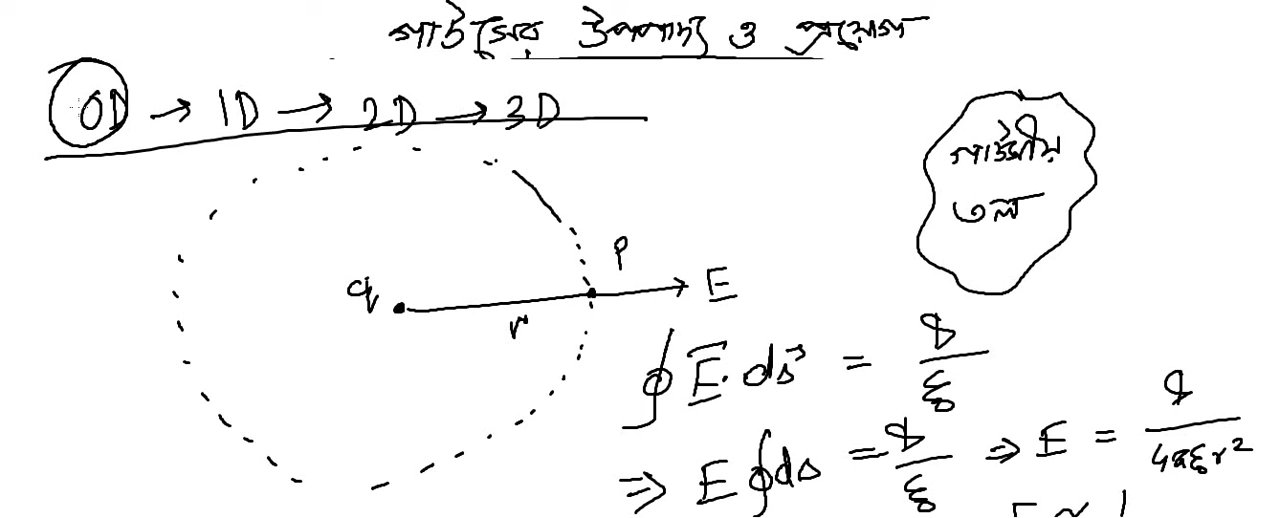 গাউসের উপপাদ্য ও প্রয়োগ
0D → 1D → 2D → 3D
গাউসীয়
তল
P
q
r
E
∮ E⃗ · ds⃗ = q/ε₀
⇒ E ∮ ds = q/ε₀ ⇒ E = q/4πε₀r²